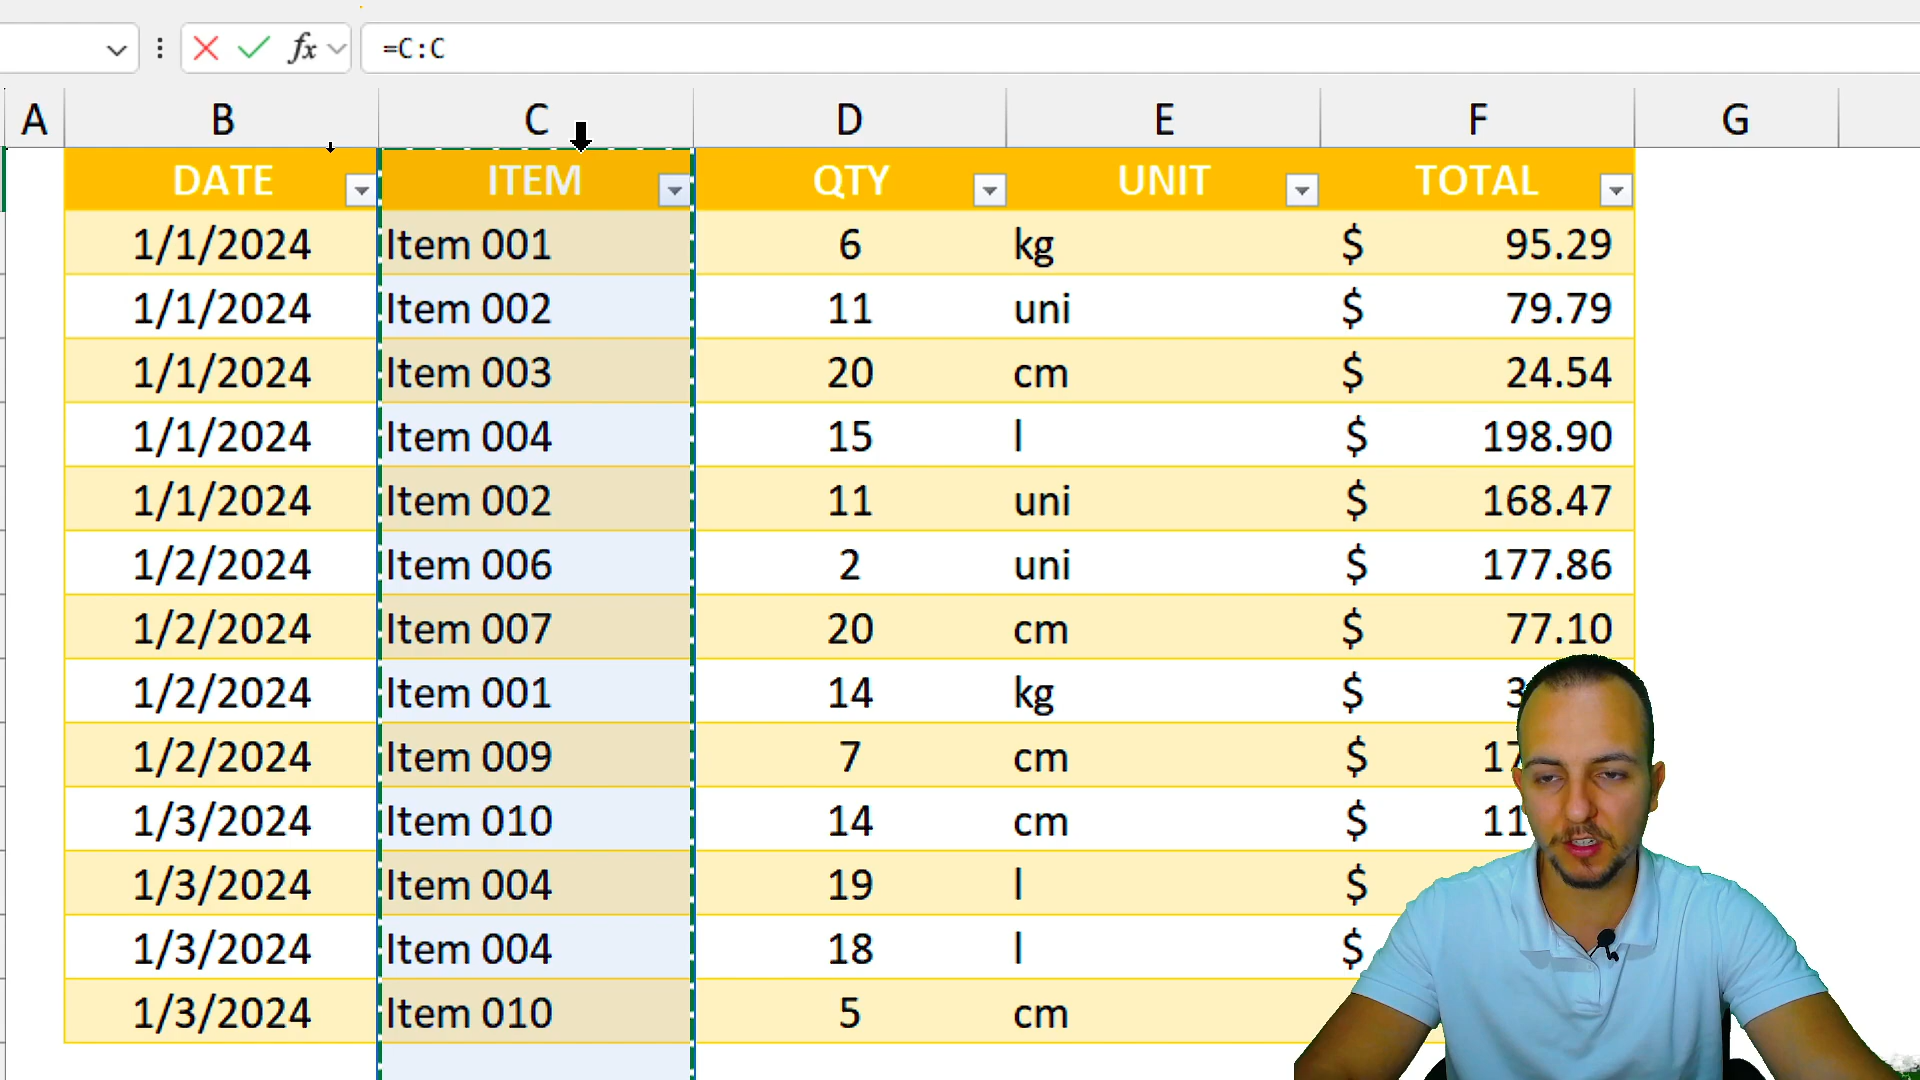 fx =C:C
A B C D E F G
DATE ITEM QTY UNIT TOTAL
1/1/2024 Item 001 6 kg $ 95.29
1/1/2024 Item 002 11 uni $ 79.79
1/1/2024 Item 003 20 cm $ 24.54
1/1/2024 Item 004 15 l $ 198.90
1/1/2024 Item 002 11 uni $ 168.47
1/2/2024 Item 006 2 uni $ 177.86
1/2/2024 Item 007 20 cm $ 77.10
1/2/2024 Item 001 14 kg $
1/2/2024 Item 009 7 cm $
1/3/2024 Item 010 14 cm $
1/3/2024 Item 004 19 l $
1/3/2024 Item 004 18 l $
1/3/2024 Item 010 5 cm